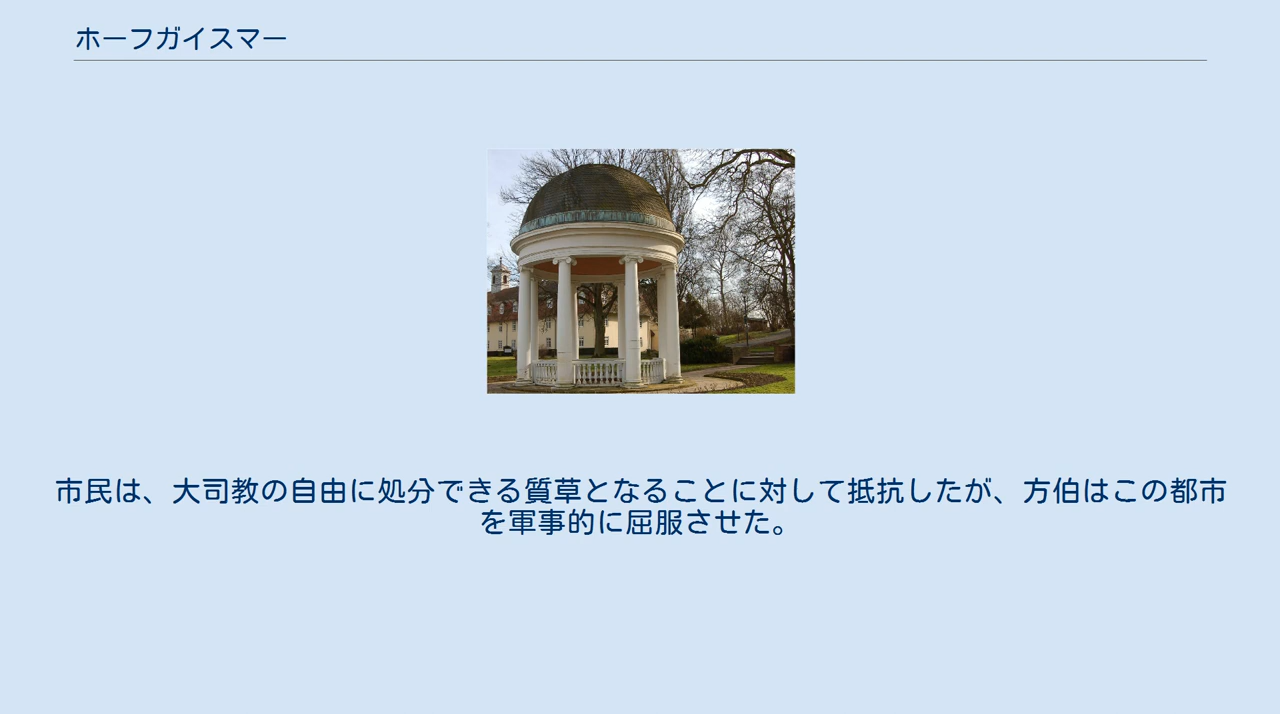 ホーフガイスマー
市民は、大司教の自由に処分できる質草となることに対して抵抗したが、方伯はこの都市
を軍事的に屈服させた。